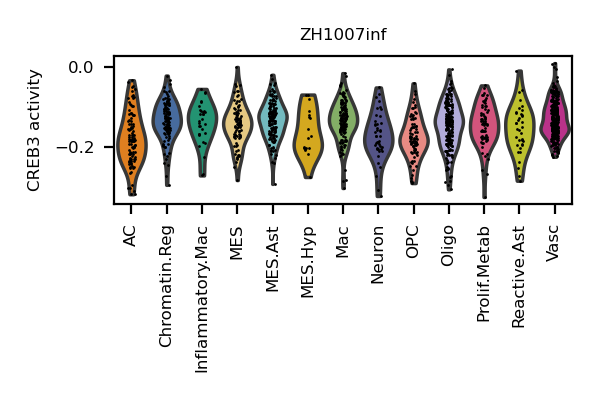 ZH1007inf
CREB3 activity
0.0
−0.2
AC
Chromatin.Reg
Inflammatory.Mac
MES
MES.Ast
MES.Hyp
Mac
Neuron
OPC
Oligo
Prolif.Metab
Reactive.Ast
Vasc